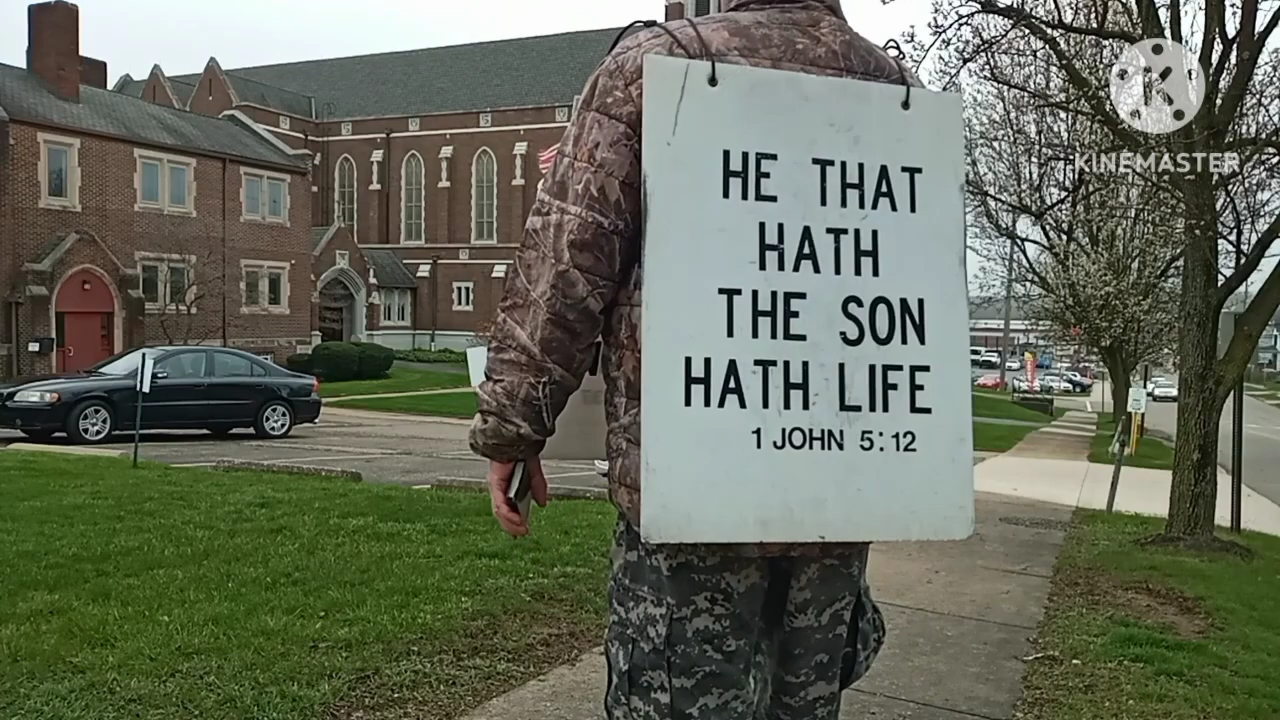 K
KINEMASTER
HE THAT
HATH
THE SON
HATH LIFE
1 JOHN 5:12